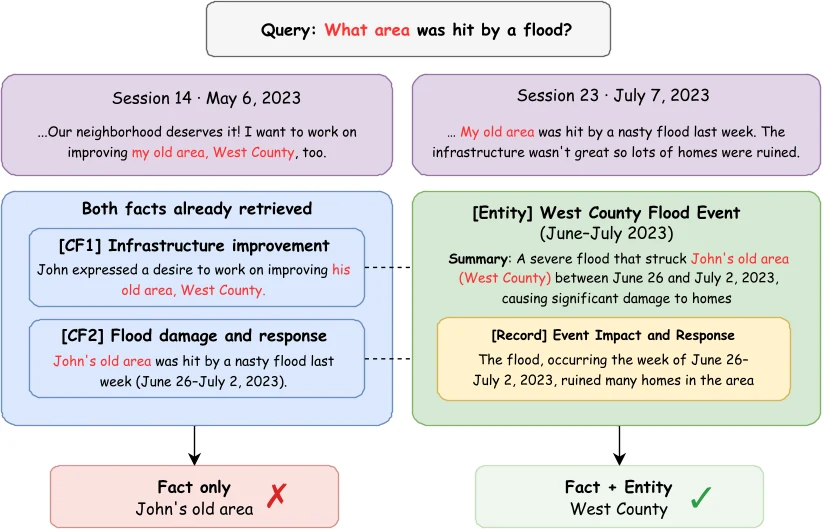 Query: What area was hit by a flood?
Session 14 · May 6, 2023
...Our neighborhood deserves it! I want to work on
improving my old area, West County, too.
Session 23 · July 7, 2023
... My old area was hit by a nasty flood last week. The
infrastructure wasn't great so lots of homes were ruined.
Both facts already retrieved
[CF1] Infrastructure improvement
John expressed a desire to work on improving his
old area, West County.
[CF2] Flood damage and response
John's old area was hit by a nasty flood last
week (June 26–July 2, 2023).
[Entity] West County Flood Event
(June–July 2023)
Summary: A severe flood that struck John's old area
(West County) between June 26 and July 2, 2023,
causing significant damage to homes
[Record] Event Impact and Response
The flood, occurring the week of June 26–
July 2, 2023, ruined many homes in the area
Fact only
John's old area ✗
Fact + Entity
West County ✓